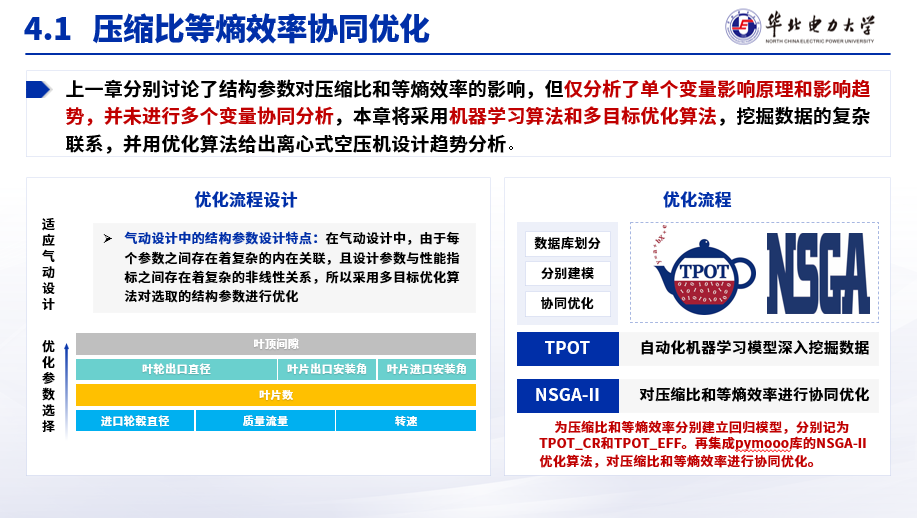 4.1 压缩比等熵效率协同优化
华北电力大学
NORTH CHINA ELECTRIC POWER UNIVERSITY
上一章分别讨论了结构参数对压缩比和等熵效率的影响，但仅分析了单个变量影响原理和影响趋
势，并未进行多个变量协同分析，本章将采用机器学习算法和多目标优化算法，挖掘数据的复杂
联系，并用优化算法给出离心式空压机设计趋势分析。
优化流程设计
适应气动设计
➢ 气动设计中的结构参数设计特点：在气动设计中，由于每
个参数之间存在着复杂的内在关联，且设计参数与性能指
标之间存在着复杂的非线性关系，所以采用多目标优化算
法对选取的结构参数进行优化
优化参数选择
叶顶间隙
叶轮出口直径 叶片出口安装角 叶片进口安装角
叶片数
进口轮毂直径 质量流量 转速
优化流程
数据库划分
分别建模
协同优化
TPOT
NSGA
TPOT 自动化机器学习模型深入挖掘数据
NSGA-II 对压缩比和等熵效率进行协同优化
为压缩比和等熵效率分别建立回归模型，分别记为
TPOT_CR和TPOT_EFF。再集成pymooo库的NSGA-II
优化算法，对压缩比和等熵效率进行协同优化。